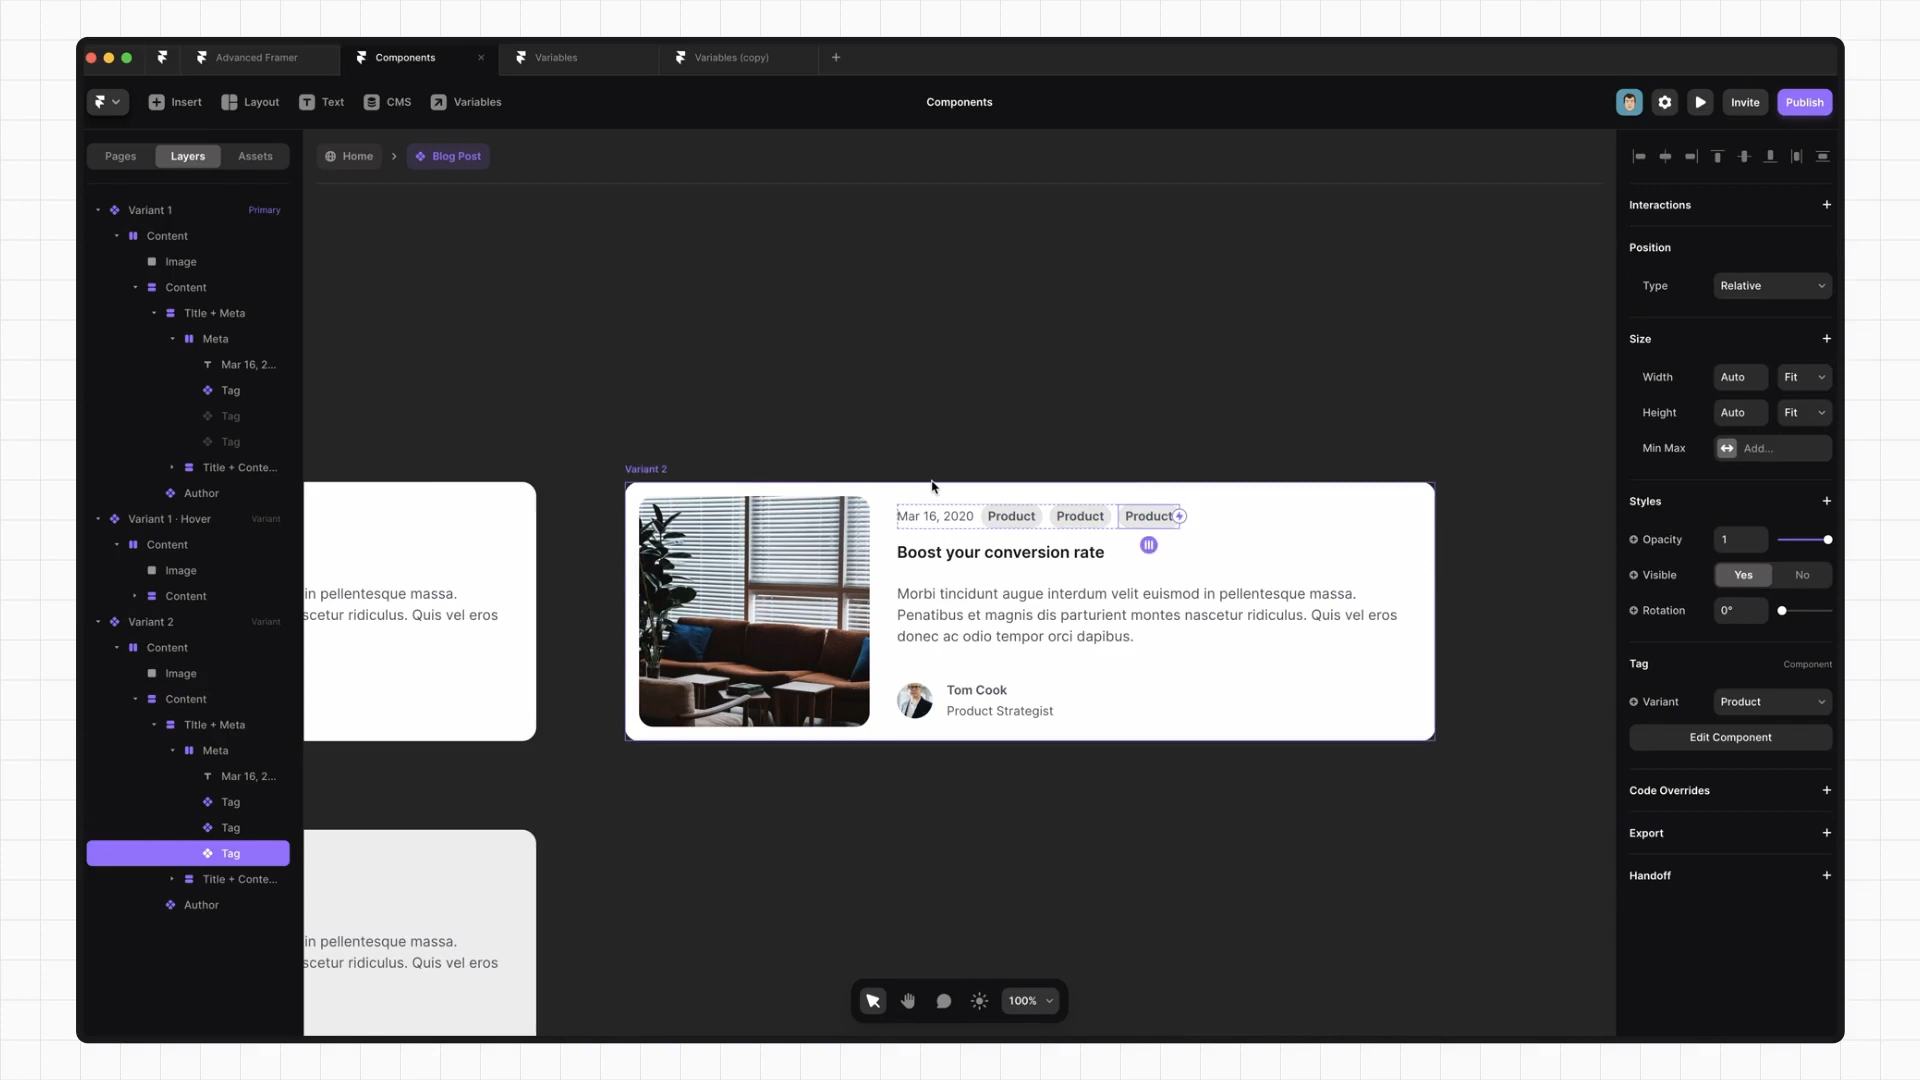 Advanced Framer
Components
Variables
Variables (copy)
Insert
Layout
Text
CMS
Variables
Components
Invite
Publish
Pages
Layers
Assets
Home
Blog Post
Variant 1
Primary
Content
Image
Content
TItle + Meta
Meta
Mar 16, 2...
Tag
Tag
Tag
Title + Conte...
Author
Variant 1 · Hover
Variant
Content
Image
Content
Variant 2
Variant
Content
Image
Content
TItle + Meta
Meta
Mar 16, 2...
Tag
Tag
Tag
Title + Conte...
Author
in pellentesque massa.
scetur ridiculus. Quis vel eros
in pellentesque massa.
scetur ridiculus. Quis vel eros
Variant 2
Mar 16, 2020 Product Product Product
Boost your conversion rate
Morbi tincidunt augue interdum velit euismod in pellentesque massa.
Penatibus et magnis dis parturient montes nascetur ridiculus. Quis vel eros
donec ac odio tempor orci dapibus.
Tom Cook
Product Strategist
100%
Interactions
Position
Type Relative
Size
Width Auto Fit
Height Auto Fit
Min Max Add...
Styles
Opacity 1
Visible Yes No
Rotation 0°
Tag Component
Variant Product
Edit Component
Code Overrides
Export
Handoff